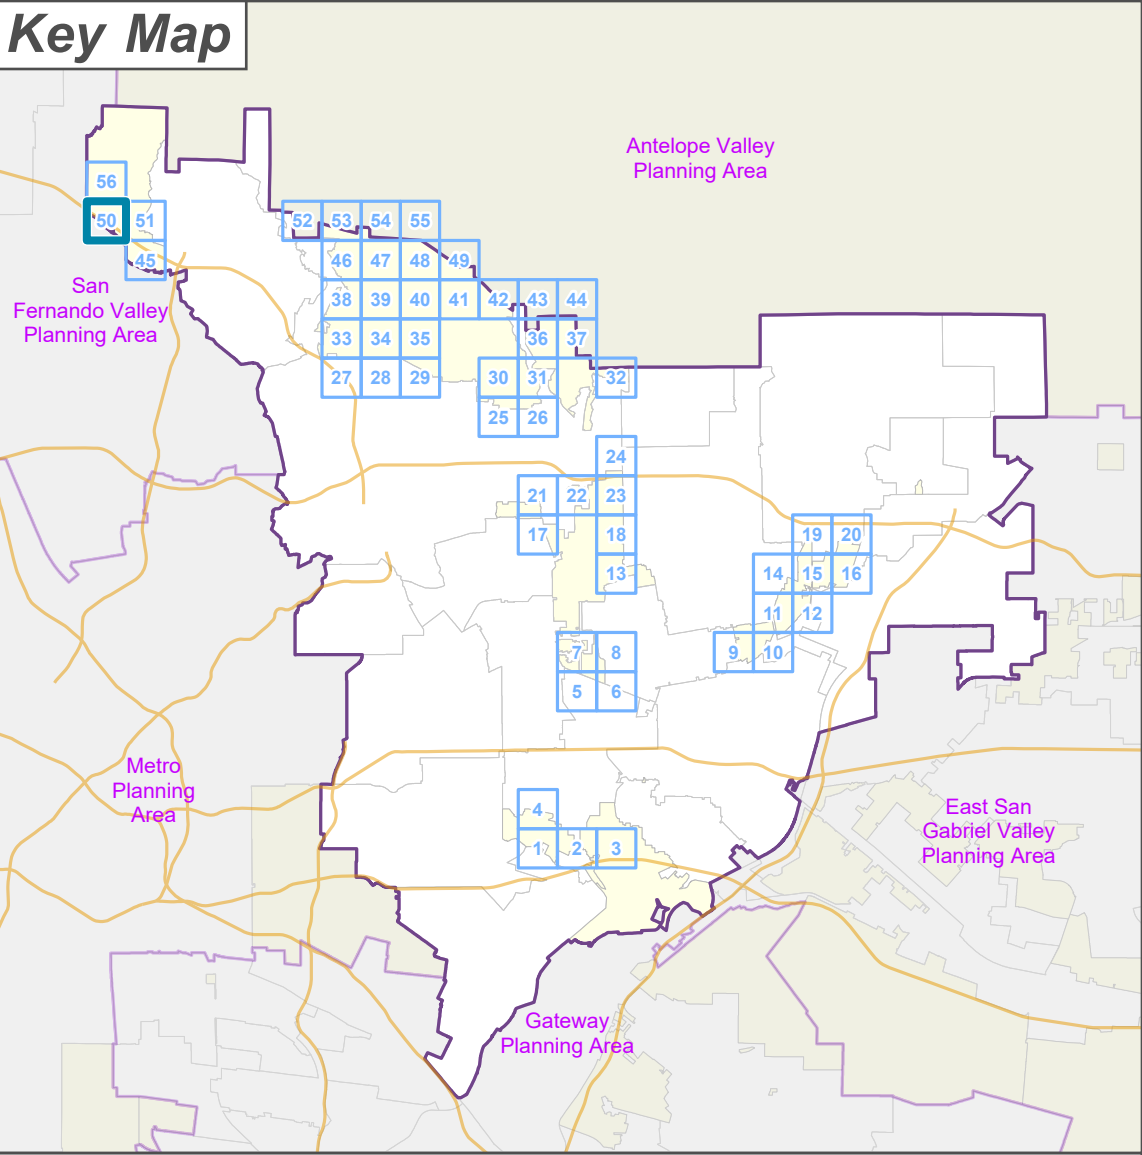 Key Map
Antelope Valley
Planning Area
56
50 51
52 53 54 55
45
46 47 48 49
San
Fernando Valley
Planning Area
38 39 40 41 42 43 44
33 34 35 36 37
27 28 29 30 31 32
25 26
24
21 22 23
17 18 19 20
13 14 15 16
11 12
7 8 9 10
5 6
Metro
Planning
Area
4
1 2 3
East San
Gabriel Valley
Planning Area
Gateway
Planning Area